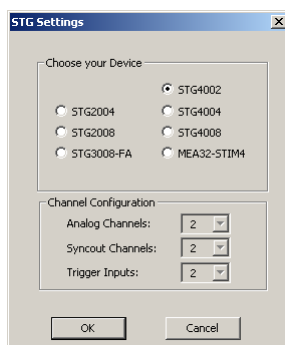 STG Settings
Choose your Device
STG4002
STG2004 STG4004
STG2008 STG4008
STG3008-FA MEA32-STIM4
Channel Configuration
Analog Channels: 2
Syncout Channels: 2
Trigger Inputs: 2
OK Cancel